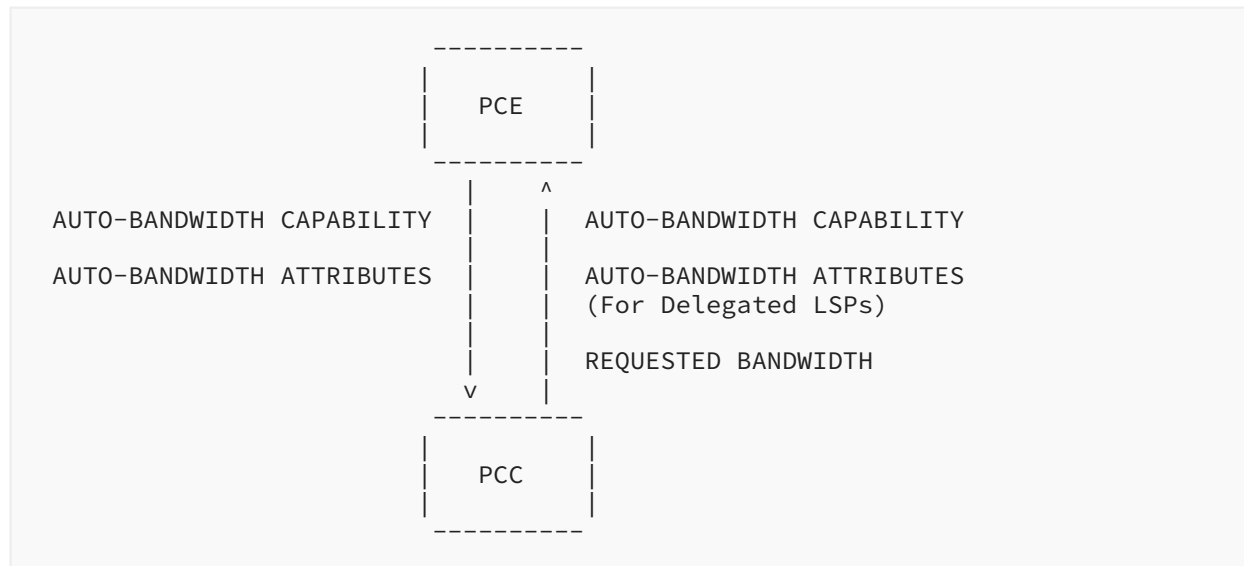 PCE
AUTO-BANDWIDTH CAPABILITY AUTO-BANDWIDTH CAPABILITY
AUTO-BANDWIDTH ATTRIBUTES AUTO-BANDWIDTH ATTRIBUTES
(For Delegated LSPs)
REQUESTED BANDWIDTH
PCC